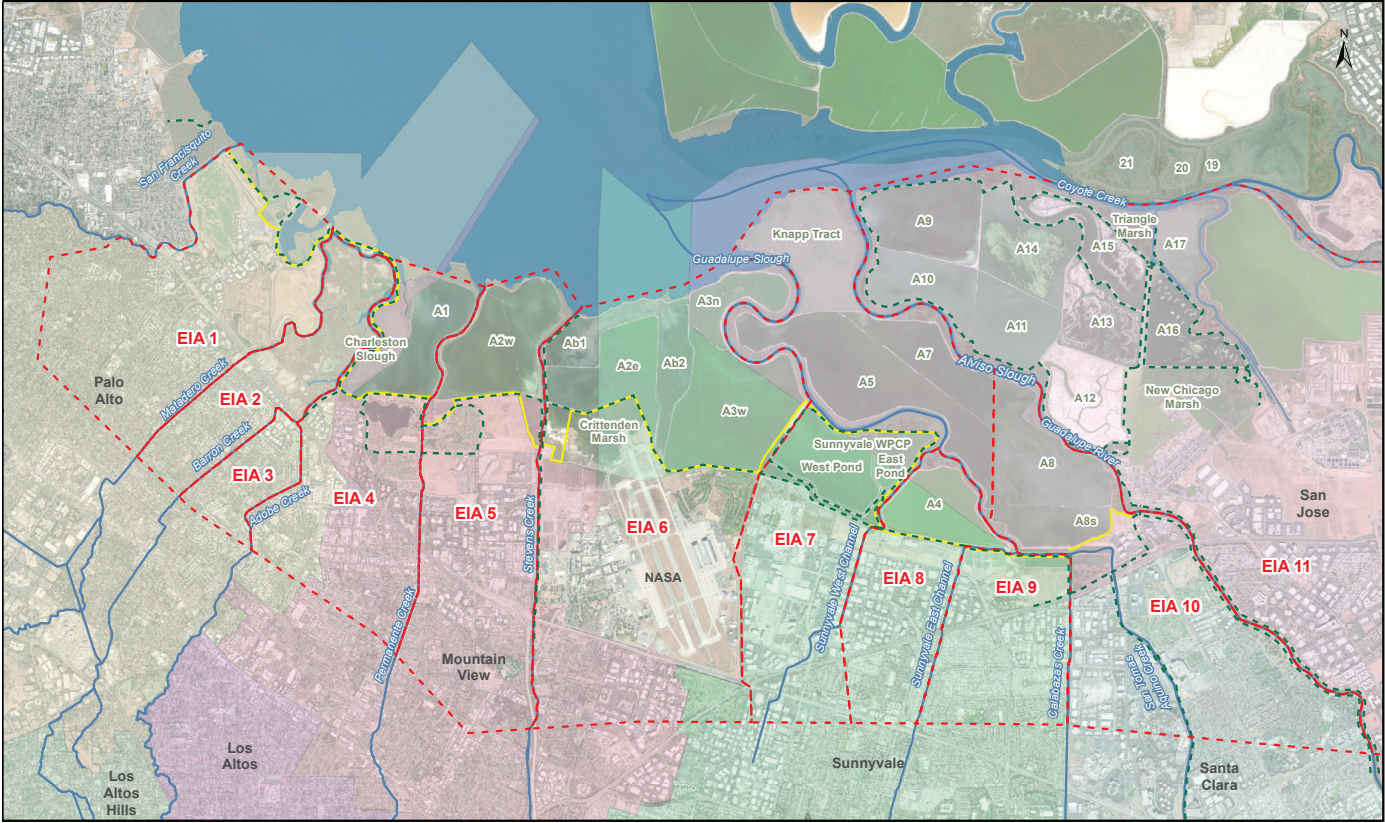 N
San Francisquito
Creek
21
20
19
Coyote Creek
A9
Triangle
Marsh
Knapp Tract
A14
A15
A17
Guadalupe Slough
A10
A3n
A1
A11
A13
A16
EIA 1
Charleston
Slough
A2w
Ab1
A2e
Ab2
A7
Alviso Slough
Palo
Alto
Matadero Creek
EIA 2
A5
A12
New Chicago
Marsh
A3w
Crittenden
Marsh
Barron Creek
Sunnyvale WPCP
West Pond
East
Pond
Guadalupe River
A8
EIA 3
Adobe Creek
EIA 4
EIA 5
Stevens Creek
EIA 6
A4
A8s
San
Jose
EIA 7
Sunnyvale West Channel
EIA 8
Sunnyvale East Channel
EIA 9
EIA 10
EIA 11
NASA
Permanente Creek
Mountain
View
Calabazas Creek
San Tomas
Aquino Creek
Los
Altos
Sunnyvale
Santa
Clara
Los
Altos
Hills